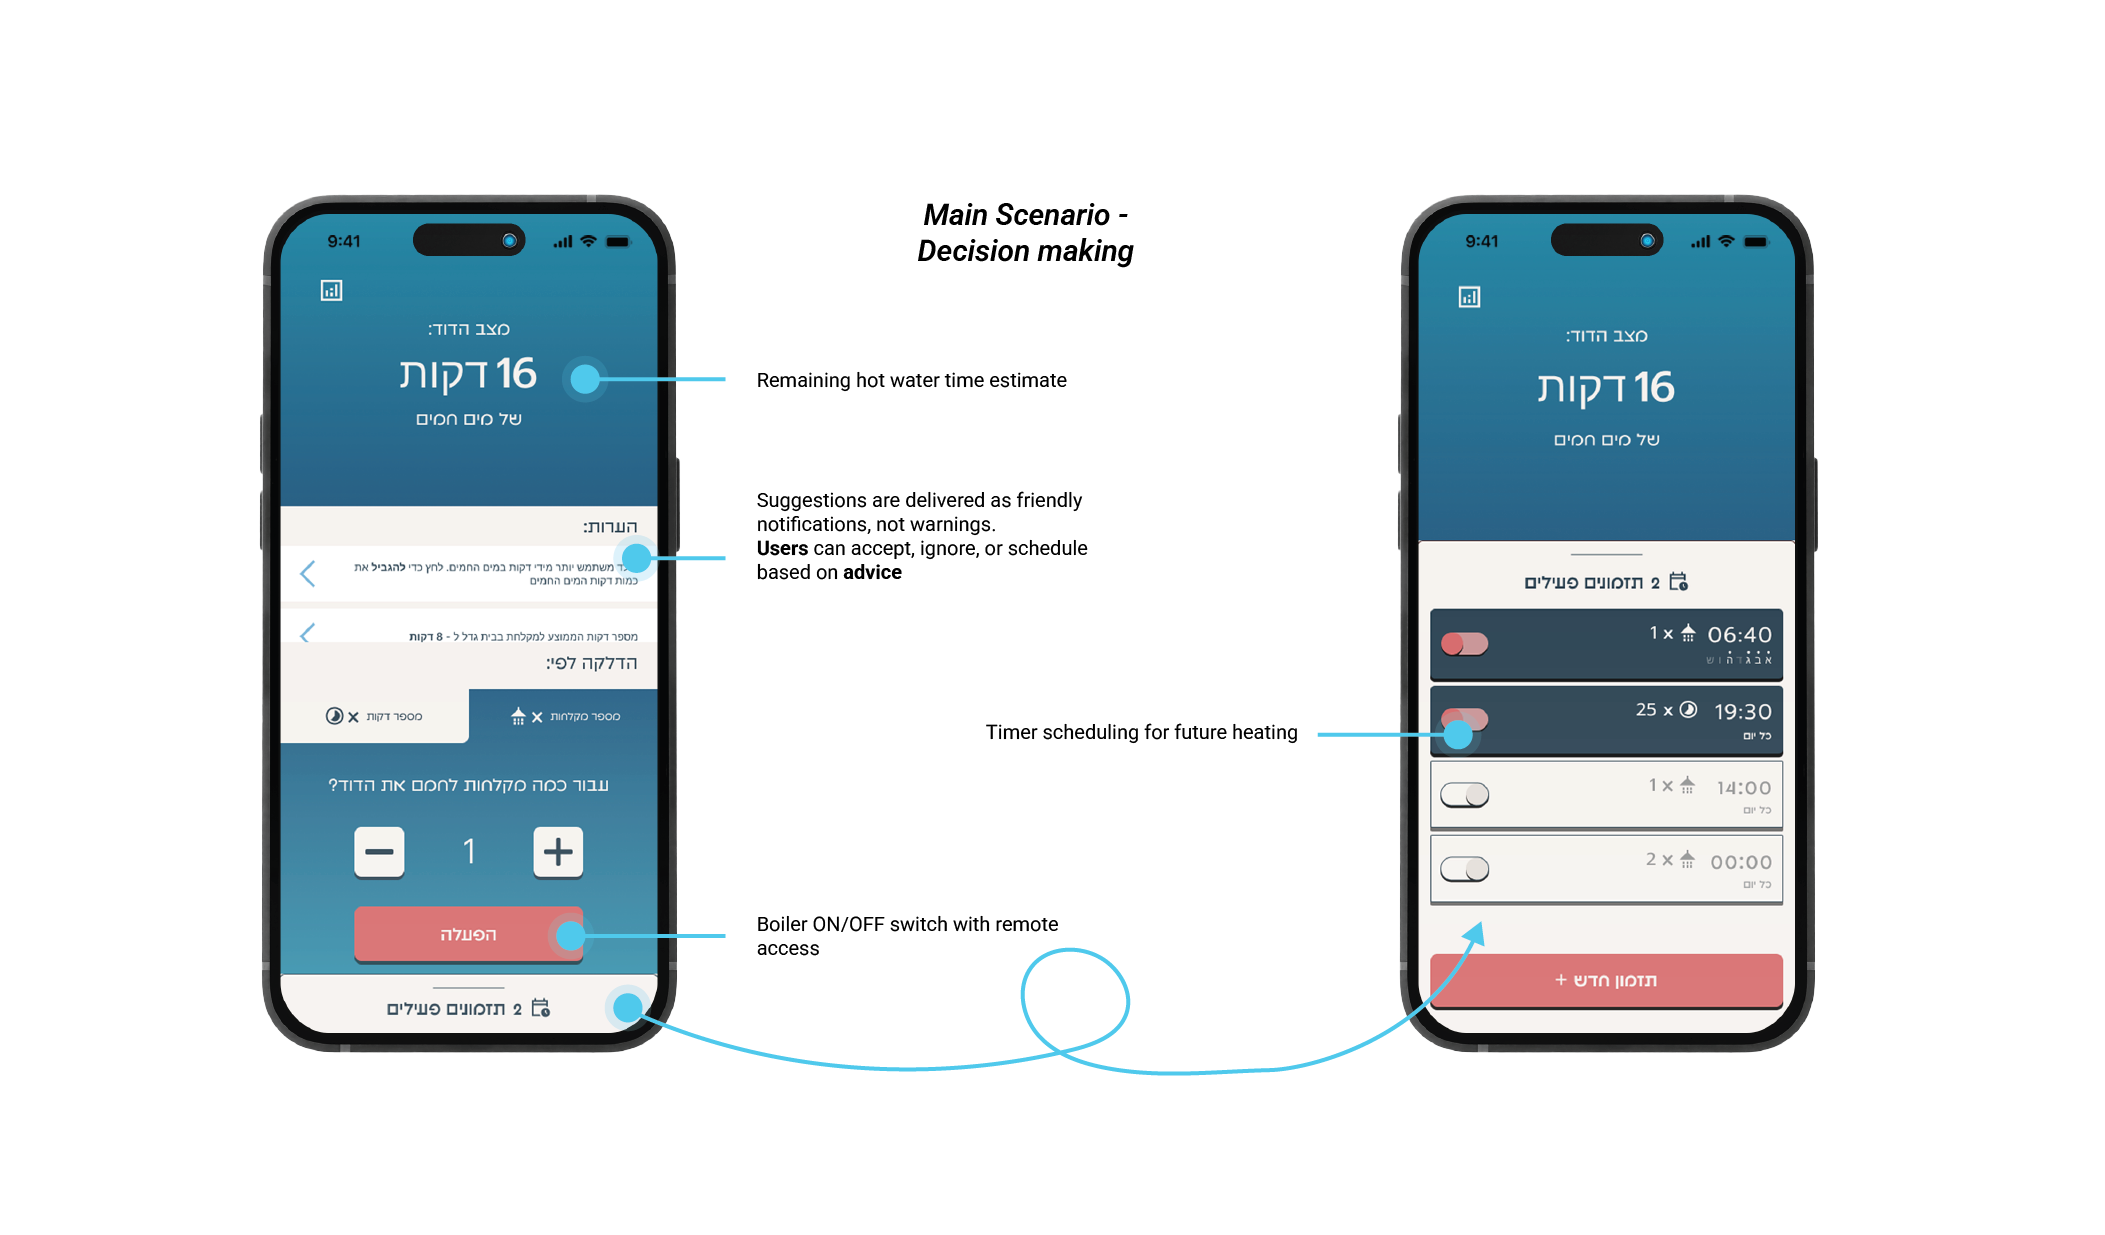 Main Scenario -
Decision making
9:41
מצב הדוד:
16 דקות
של מים חמים
הערות:
משתמש יותר מידי דקות במים החמים. לחץ כדי להגביל את
כמות דקות המים החמים
מספר דקות הממוצע למקלחת בבית גדל ל - 8 דקות
הדלקה לפי:
מספר מקלחות x
מספר דקות x
עבור כמה מקלחות לחמם את הדוד?
1
הפעלה
2 תזמונים פעילים
Remaining hot water time estimate
Suggestions are delivered as friendly
notifications, not warnings.
Users can accept, ignore, or schedule
based on advice
Boiler ON/OFF switch with remote
access
Timer scheduling for future heating
9:41
מצב הדוד:
16 דקות
של מים חמים
2 תזמונים פעילים
06:40 1 x
א ב ג ד ה ו ש
19:30 25 x
כל יום
14:00 1 x
כל יום
00:00 2 x
כל יום
תזמון חדש +